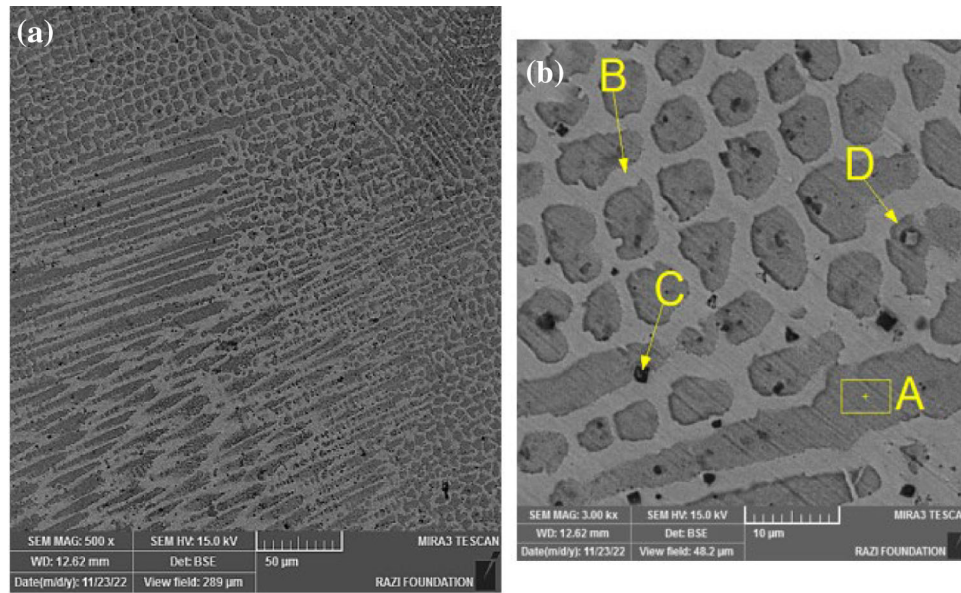 (a)
SEM MAG: 500 x
SEM HV: 15.0 kV
MIRA3 TESCAN
WD: 12.62 mm
Det: BSE
50 µm
Date(m/d/y): 11/23/22
View field: 289 µm
RAZI FOUNDATION
(b)
B
D
C
A
SEM MAG: 3.00 kx
SEM HV: 15.0 kV
MIRA3 TESCAN
WD: 12.62 mm
Det: BSE
10 µm
Date(m/d/y): 11/23/22
View field: 48.2 µm
RAZI FOUNDATION